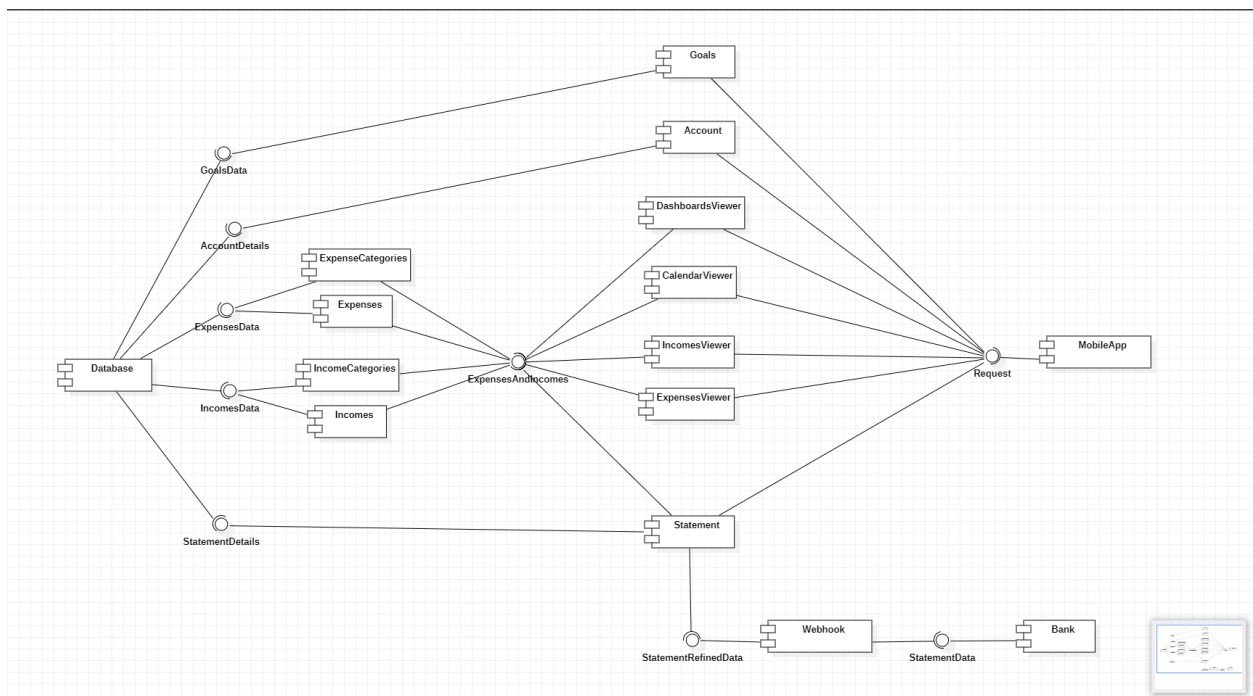 Goals
Account
GoalsData
DashboardsViewer
AccountDetails
ExpenseCategories
CalendarViewer
Expenses
ExpensesData
IncomesViewer
MobileApp
Database
IncomeCategories
ExpensesAndIncomes
Request
IncomesData
Incomes
ExpensesViewer
Statement
StatementDetails
Webhook
Bank
StatementRefinedData
StatementData